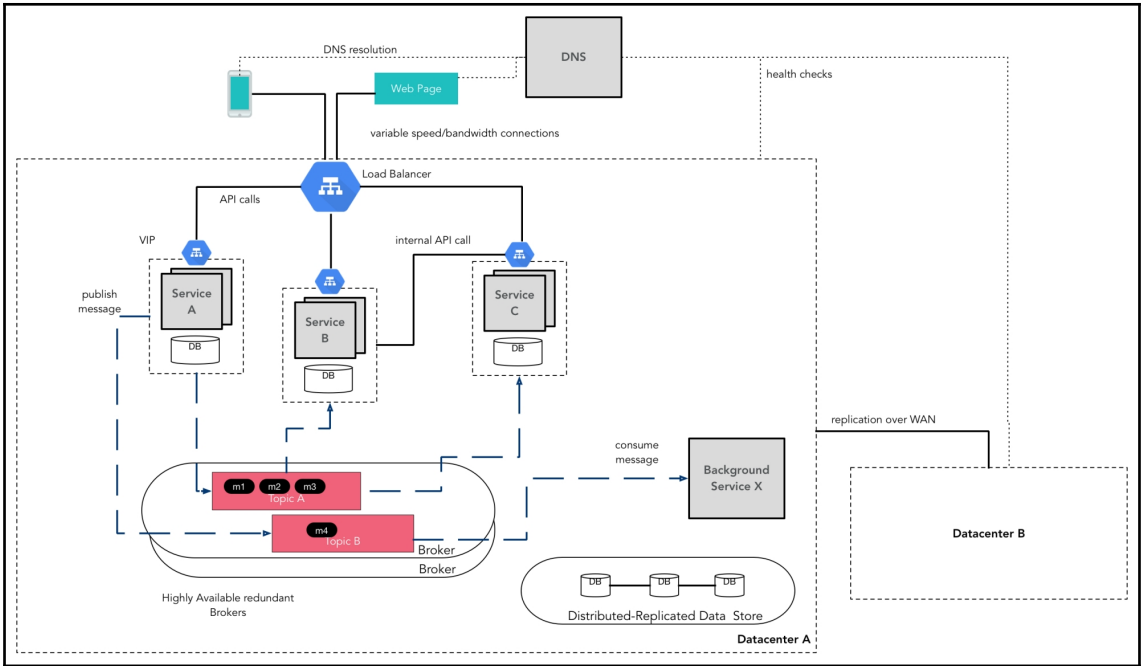 DNS resolution
DNS
health checks
Web Page
variable speed/bandwidth connections
Load Balancer
API calls
VIP
internal API call
publish
message
Service
A
DB
Service
B
DB
Service
C
DB
replication over WAN
consume
message
Background
Service X
m1
m2
m3
Topic A
m4
Topic B
Broker
Broker
Datacenter B
Highly Available redundant
Brokers
DB
DB
DB
Distributed-Replicated Data Store
Datacenter A